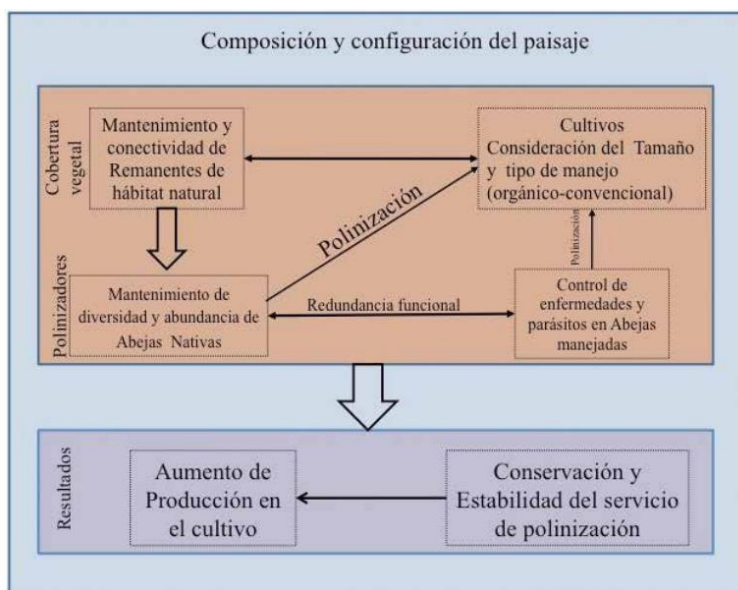 Composición y configuración del paisaje
Cobertura
vegetal
Mantenimiento y
conectividad de
Remanentes de
hábitat natural
Cultivos
Consideración del Tamaño
y tipo de manejo
(orgánico-convencional)
Polinización
Polinización
Polinizadores
Mantenimiento de
diversidad y abundancia de
Abejas Nativas
Redundancia funcional
Control de
enfermedades y
parásitos en Abejas
manejadas
Resultados
Aumento de
Producción en
el cultivo
Conservación y
Estabilidad del servicio
de polinización